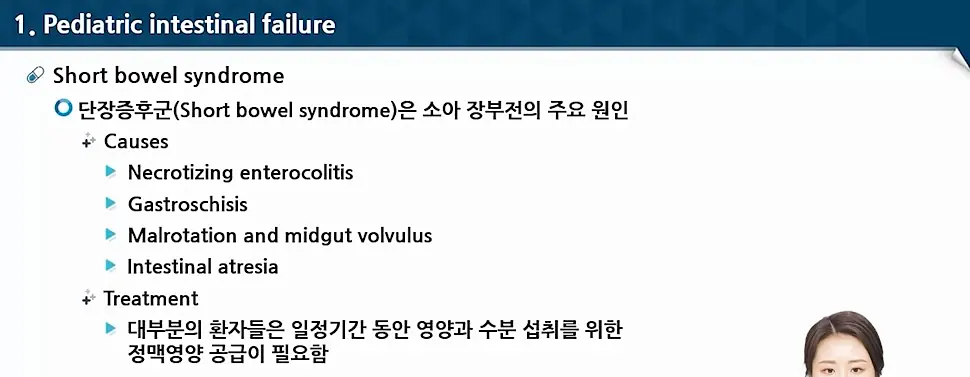 1. Pediatric intestinal failure
Short bowel syndrome
단장증후군(Short bowel syndrome)은 소아 장부전의 주요 원인
Causes
Necrotizing enterocolitis
Gastroschisis
Malrotation and midgut volvulus
Intestinal atresia
Treatment
대부분의 환자들은 일정기간 동안 영양과 수분 섭취를 위한
정맥영양 공급이 필요함